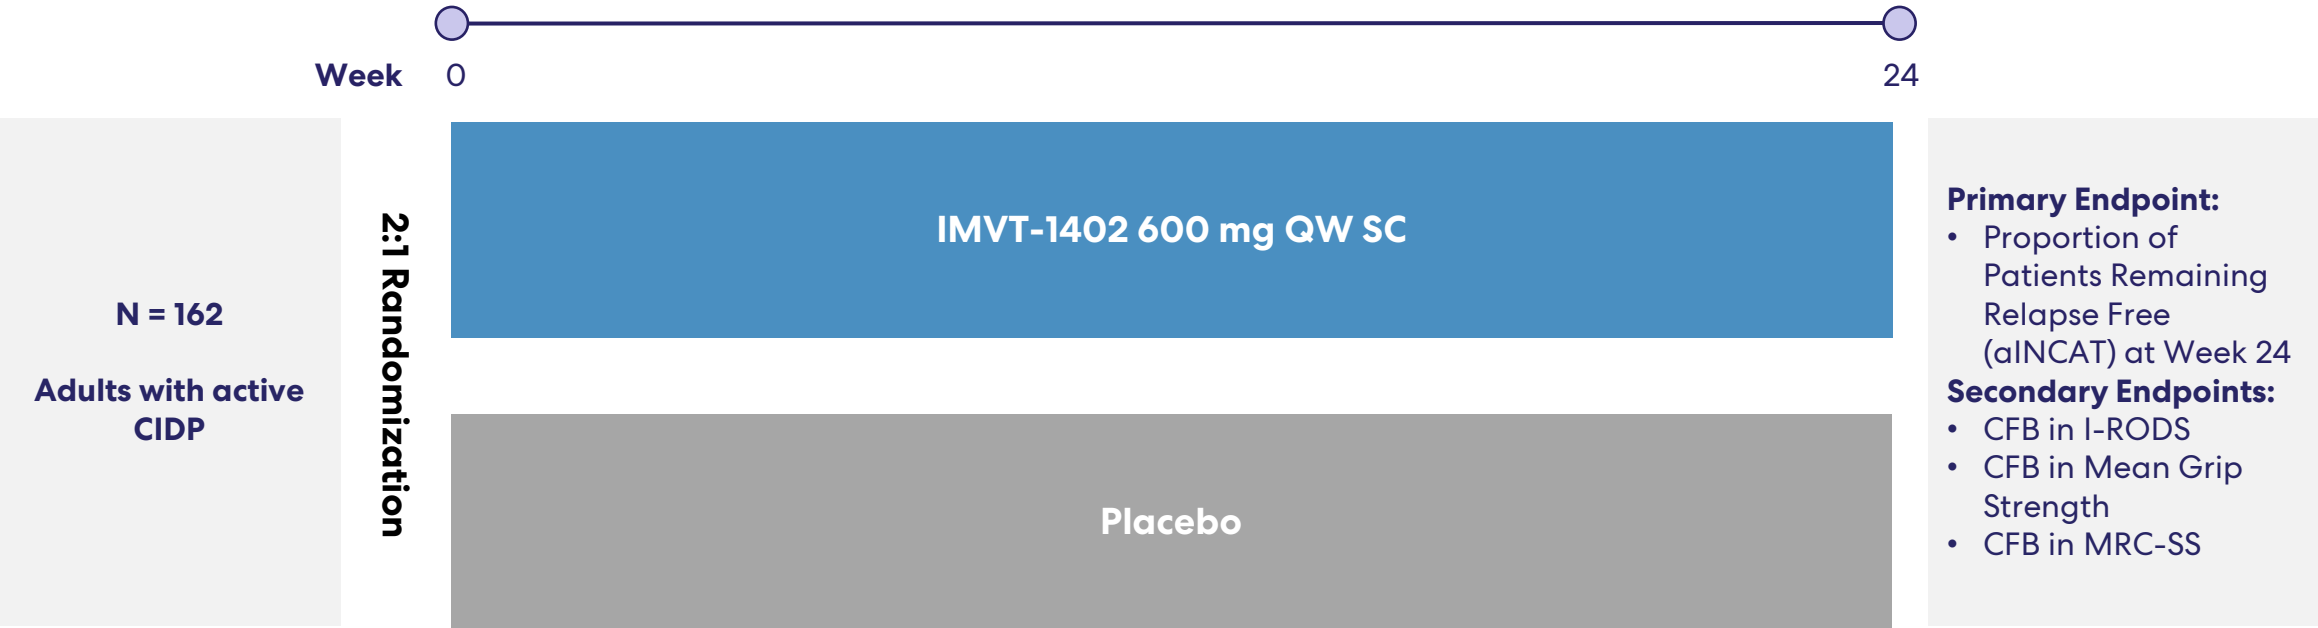 Week 0 24
N = 162
Adults with active
CIDP
2:1 Randomization
IMVT-1402 600 mg QW SC
Placebo
Primary Endpoint:
• Proportion of
Patients Remaining
Relapse Free
(aINCAT) at Week 24
Secondary Endpoints:
• CFB in I-RODS
• CFB in Mean Grip
Strength
• CFB in MRC-SS